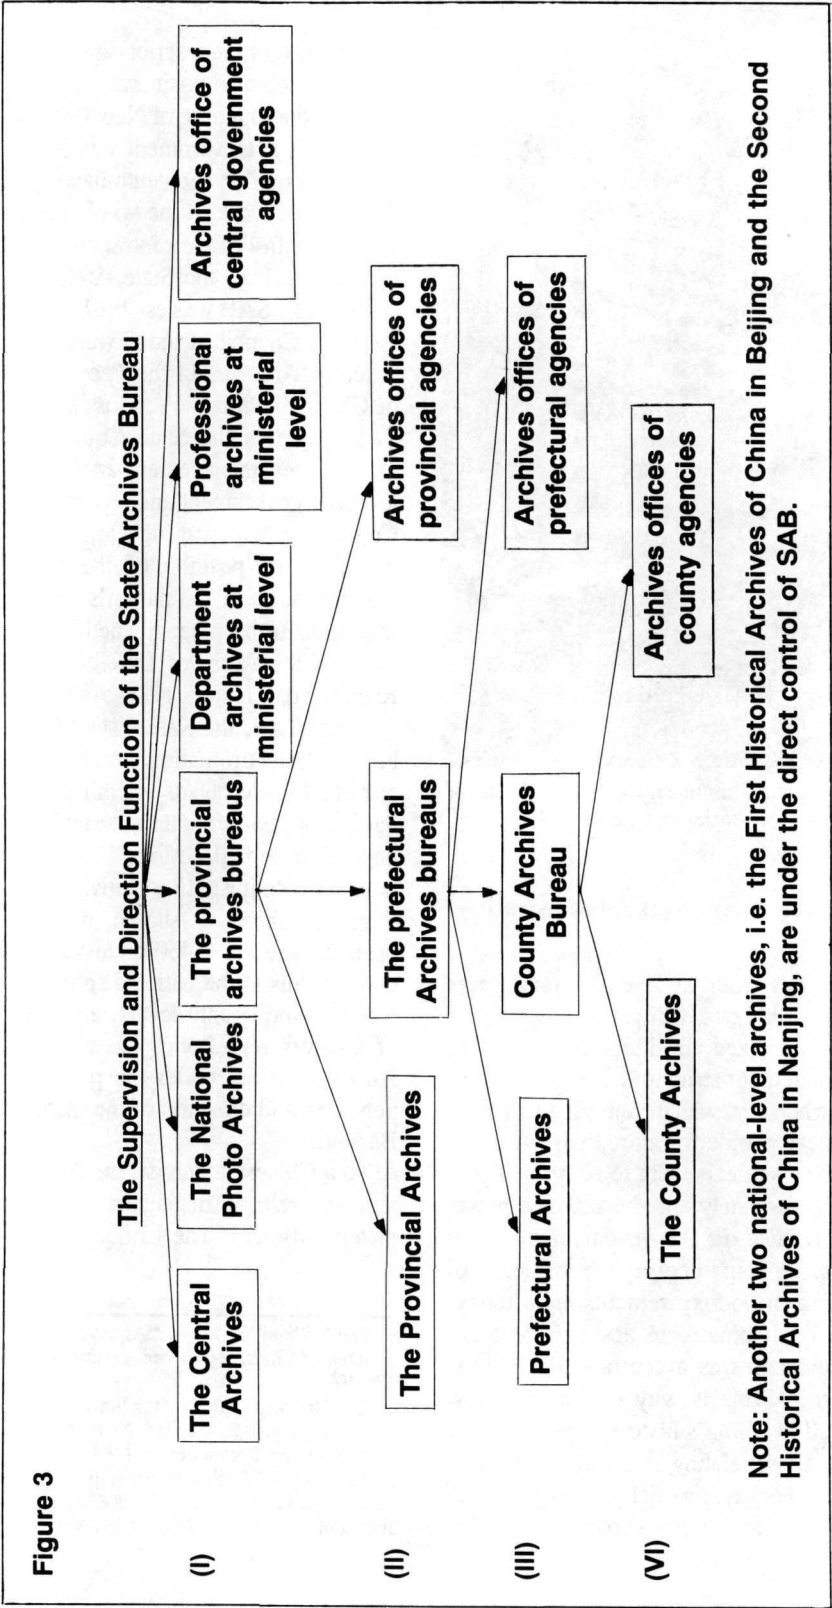 Figure 3
The Supervision and Direction Function of the State Archives Bureau
(I)
The Central
Archives
The National
Photo Archives
The provincial
archives bureaus
Department
archives at
ministerial level
Professional
archives at
ministerial
level
Archives office of
central government
agencies
(II)
The Provincial Archives
The prefectural
Archives bureaus
Archives offices of
provincial agencies
(III)
Prefectural Archives
County Archives
Bureau
Archives offices of
prefectural agencies
(VI)
The County Archives
Archives offices of
county agencies
Note: Another two national-level archives, i.e. the First Historical Archives of China in Beijing and the Second
Historical Archives of China in Nanjing, are under the direct control of SAB.